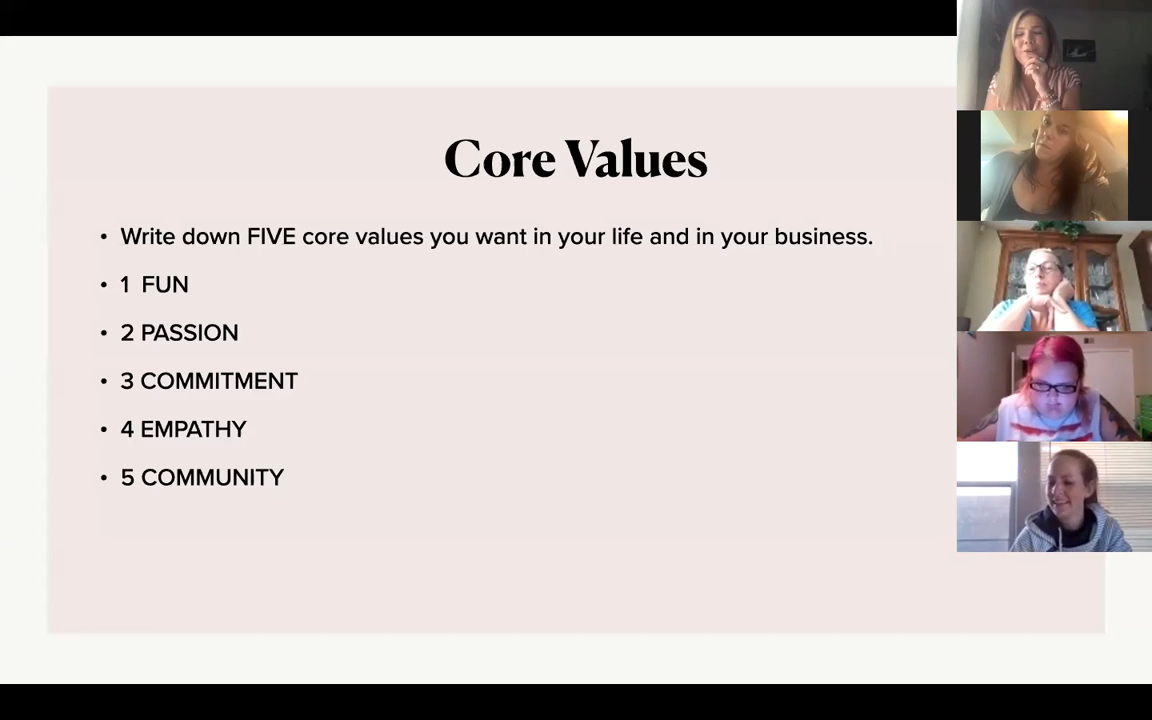 Core Values
• Write down FIVE core values you want in your life and in your business.
• 1 FUN
• 2 PASSION
• 3 COMMITMENT
• 4 EMPATHY
• 5 COMMUNITY